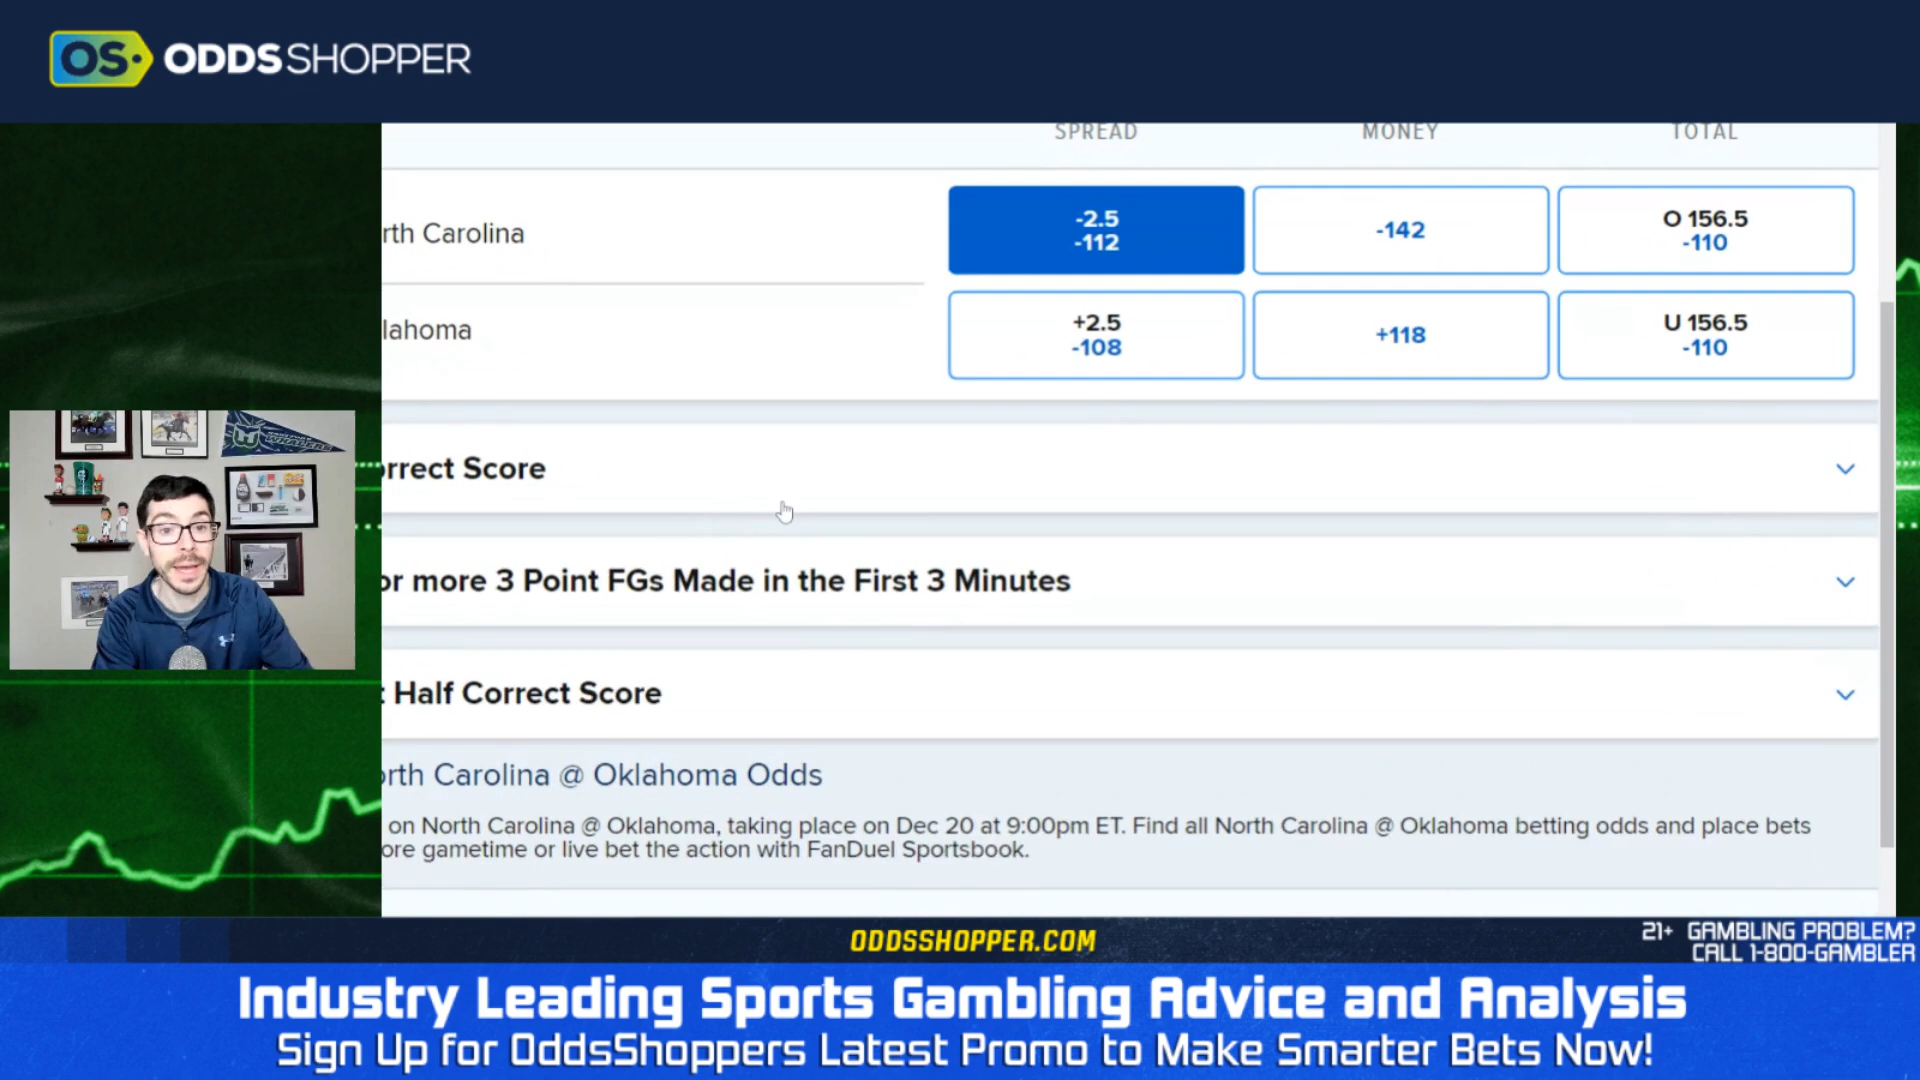 OS ODDSSHOPPER
SPREAD MONEY TOTAL
rth Carolina
-2.5
-112
-142
O 156.5
-110
lahoma
+2.5
-108
+118
U 156.5
-110
orrect Score
or more 3 Point FGs Made in the First 3 Minutes
t Half Correct Score
orth Carolina @ Oklahoma Odds
on North Carolina @ Oklahoma, taking place on Dec 20 at 9:00pm ET. Find all North Carolina @ Oklahoma betting odds and place bets
ore gametime or live bet the action with FanDuel Sportsbook.
WHALERS
ODDSSHOPPER.COM
21+ GAMBLING PROBLEM?
CALL 1-800-GAMBLER
Industry Leading Sports Gambling Advice and Analysis
Sign Up for OddsShoppers Latest Promo to Make Smarter Bets Now!